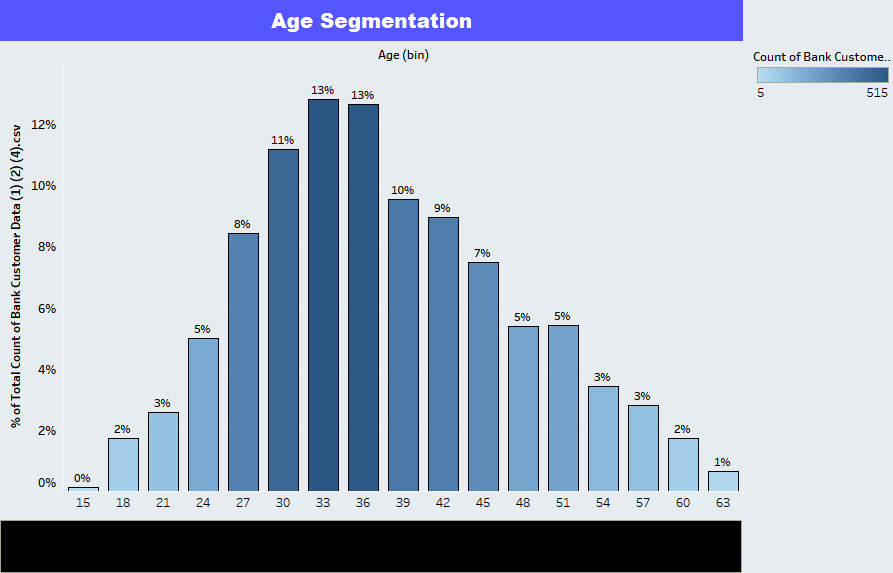 Age Segmentation
Age (bin)
Count of Bank Custome..
5 515
% of Total Count of Bank Customer Data (1) (2) (4).csv
12%
10%
8%
6%
4%
2%
0%
0% 2% 3% 5% 8% 11% 13% 13% 10% 9% 7% 5% 5% 3% 3% 2% 1%
15 18 21 24 27 30 33 36 39 42 45 48 51 54 57 60 63